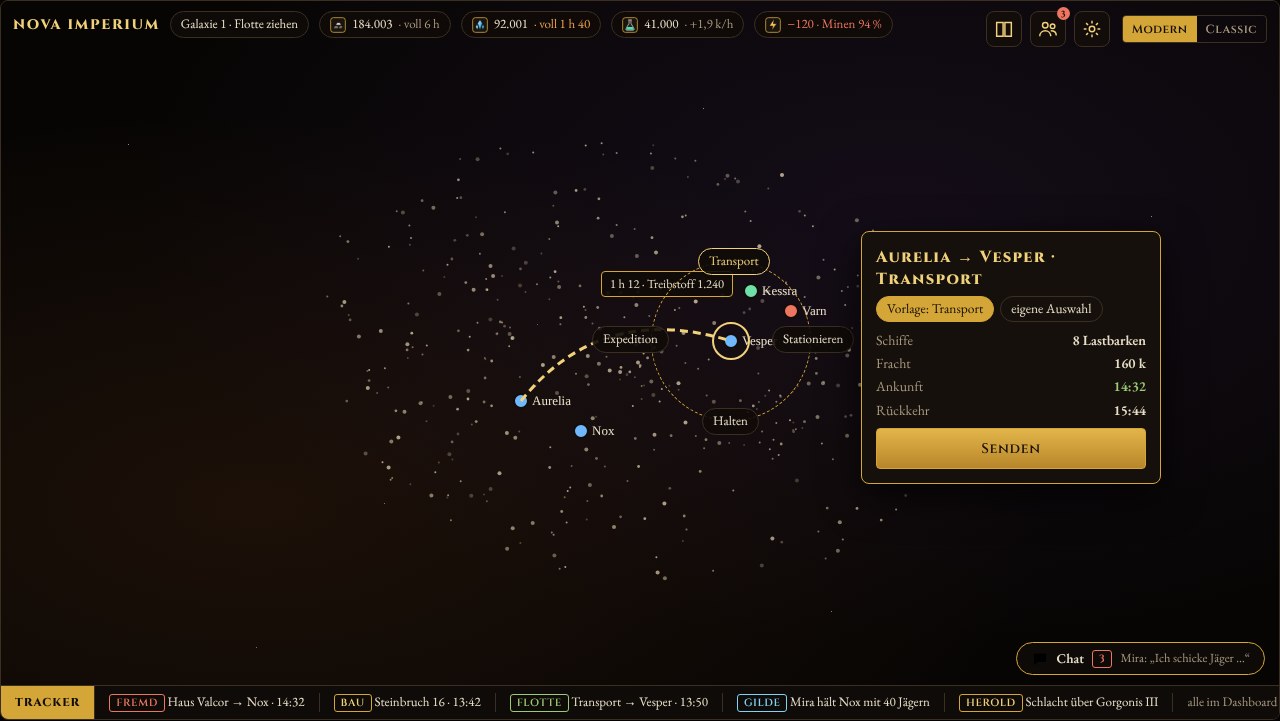 NOVA IMPERIUM
Galaxie 1 · Flotte ziehen
184.003 · voll 6 h
92.001 · voll 1 h 40
41.000 · +1,9 k/h
−120 · Minen 94 %
3
MODERN
CLASSIC
Transport
1 h 12 · Treibstoff 1.240
Kessra
Varn
Expedition
Vespe
Stationieren
Aurelia
Nox
Halten
AURELIA → VESPER · TRANSPORT
Vorlage: Transport
eigene Auswahl
Schiffe 8 Lastbarken
Fracht 160 k
Ankunft 14:32
Rückkehr 15:44
SENDEN
Chat 3 Mira: „Ich schicke Jäger ...“
TRACKER
FREMD Haus Valcor → Nox · 14:32
BAU Steinbruch 16 · 13:42
FLOTTE Transport → Vesper · 13:50
GILDE Mira hält Nox mit 40 Jägern
HEROLD Schlacht über Gorgonis III
alle im Dashboard